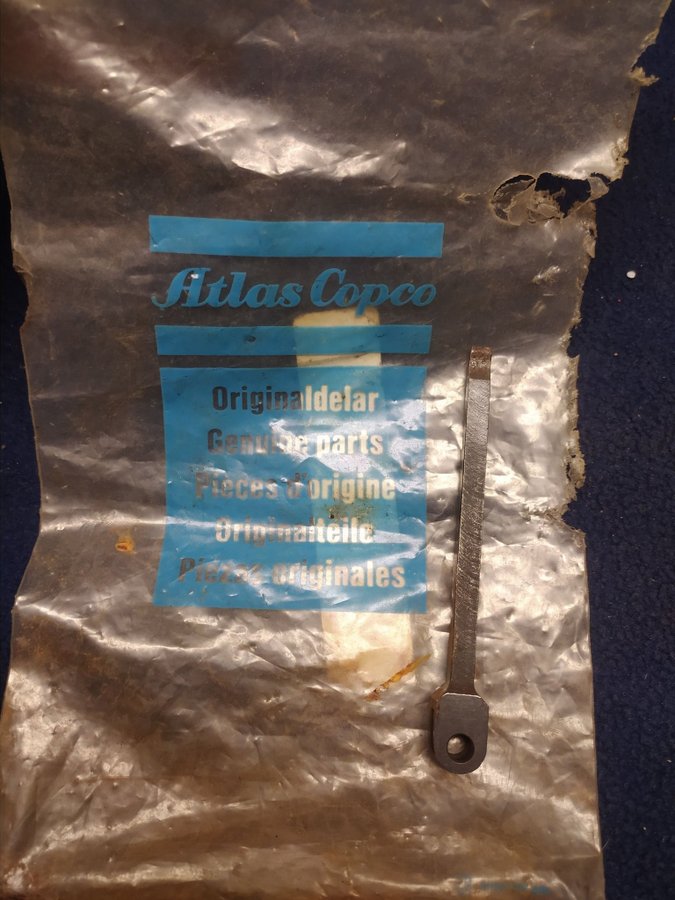 Atlas Copco
Originaldelar
Genuine parts
Pièces d'origine
Originalteile
Piezas originales